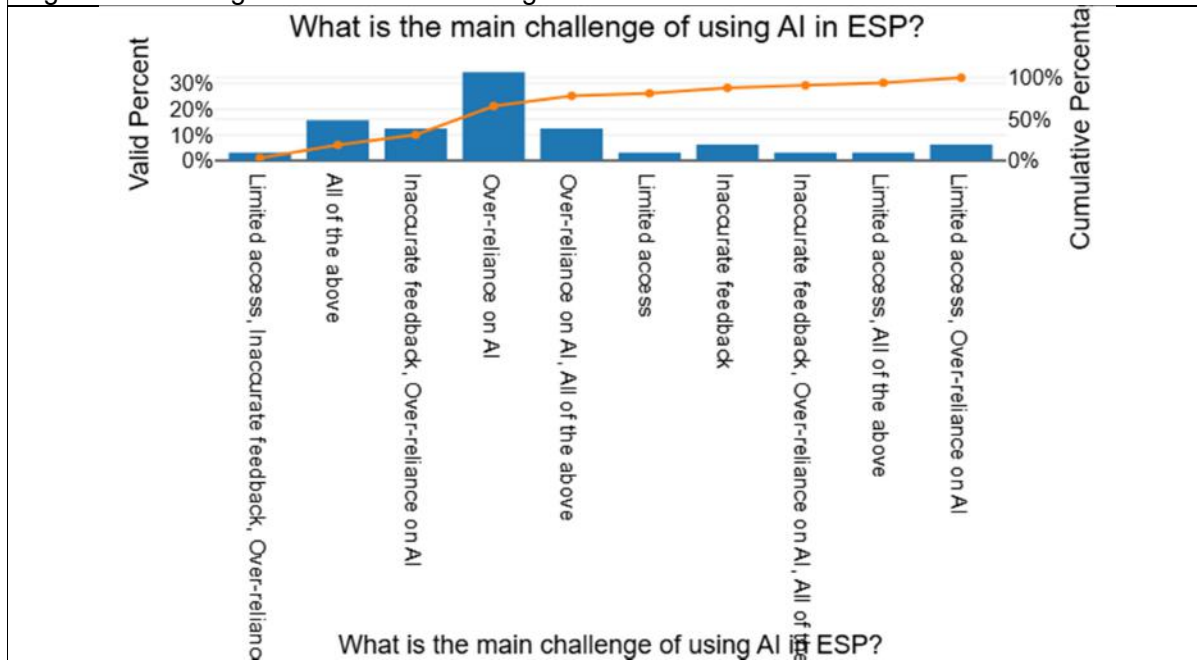 What is the main challenge of using AI in ESP?
Valid Percent
30%
20%
10%
0%
100%
50%
0%
Cumulative
Limited access, Inaccurate feedback,
All of the above
Inaccurate feedback, Over-reliance on AI
Over-reliance on AI
Over-reliance on AI, All of the above
Limited access
Inaccurate feedback
Inaccurate feedback, Over-reliance on AI, All of
Limited access, All of the above
Limited access, Over-reliance on AI
What is the main challenge of using AI in ESP?